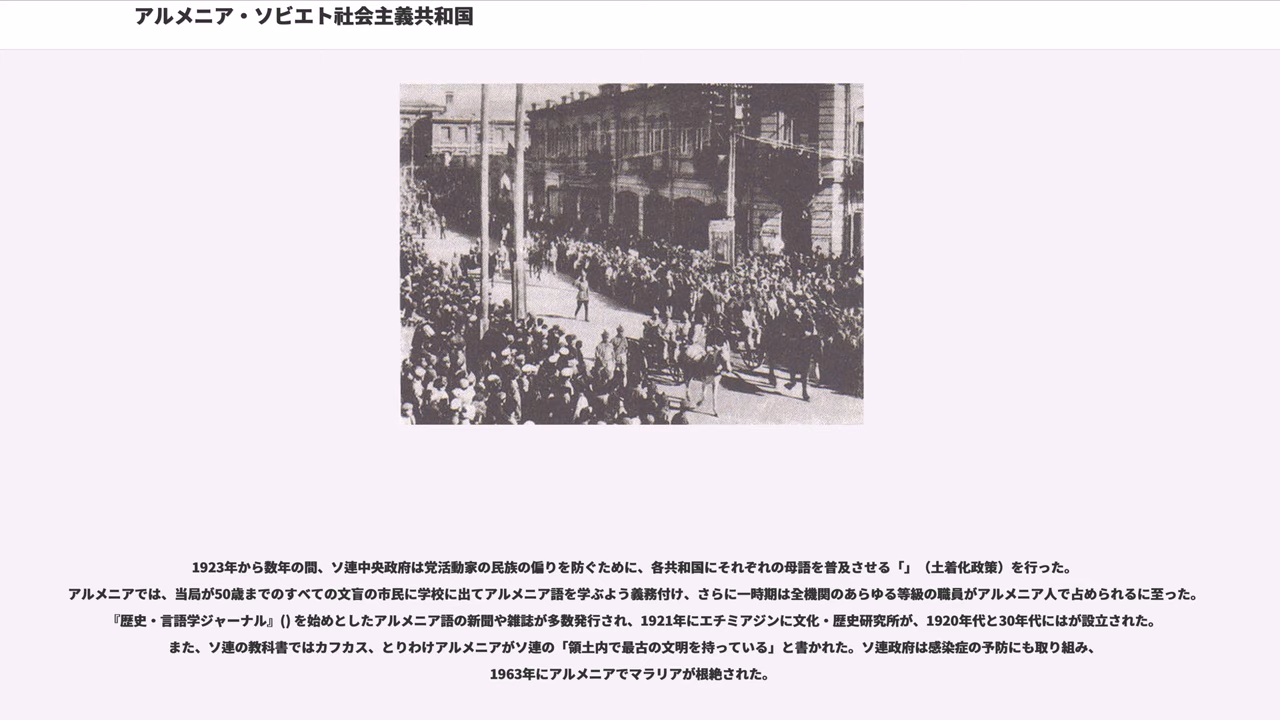 アルメニア・ソビエト社会主義共和国
1923年から数年の間、ソ連中央政府は党活動家の民族の偏りを防ぐために、各共和国にそれぞれの母語を普及させる「」（土着化政策）を行った。
アルメニアでは、当局が50歳までのすべての文盲の市民に学校に出てアルメニア語を学ぶよう義務付け、さらに一時期は全機関のあらゆる等級の職員がアルメニア人で占められるに至った。
『歴史・言語学ジャーナル』() を始めとしたアルメニア語の新聞や雑誌が多数発行され、1921年にエチミアジンに文化・歴史研究所が、1920年代と30年代にはが設立された。
また、ソ連の教科書ではカフカス、とりわけアルメニアがソ連の「領土内で最古の文明を持っている」と書かれた。ソ連政府は感染症の予防にも取り組み、
1963年にアルメニアでマラリアが根絶された。